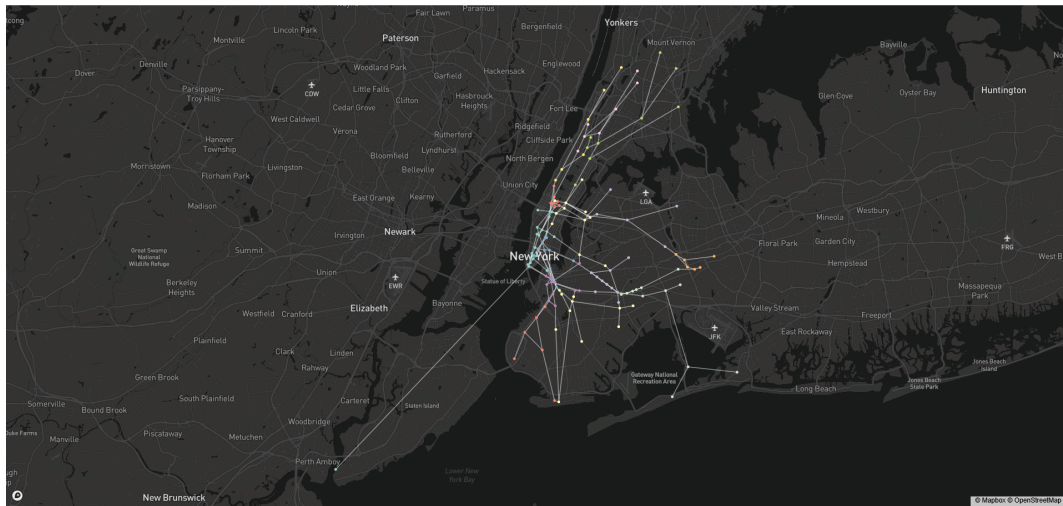 Lincoln Park
Fair Lawn
Paramus
Bergenfield
Yonkers
Montville
Paterson
Mount Vernon
Bayville
Denville
Dover
Woodland Park
Englewood
Parsippany-
Troy Hills
CDW
Little Falls
Garfield
Hackensack
Hasbrouck
Heights
Huntington
Oyster Bay
Glen Cove
Cedar Grove
Clifton
Fort Lee
West Caldwell
Verona
Rutherford
Ridgefield
Hanover
Township
Cliffside Park
Lyndhurst
Bloomfield
North Bergen
Morristown
Livingston
Belleville
Florham Park
Union City
East Orange
Kearny
LGA
Madison
Westbury
Mineola
Irvington
Newark
Floral Park
Garden City
FRG
Great Swamp
National
Wildlife Refuge
Summit
New York
Hempstead
West B
Union
EWR
Statue of Liberty
Berkeley
Heights
Massapequa
Park
Elizabeth
Bayonne
Valley Stream
Freeport
Westfield
Cranford
JFK
East Rockaway
Plainfield
Clark
Linden
Rahway
Jones Beach
Island
Green Brook
Gateway National
Recreation Area
Long Beach
Jones Beach
State Park
South Plainfield
Carteret
Staten Island
Somerville
Bound Brook
Woodbridge
Duke Farms
Manville
Piscataway
Metuchen
Perth Amboy
Lower New
York Bay
New Brunswick
© Mapbox © OpenStreetMap